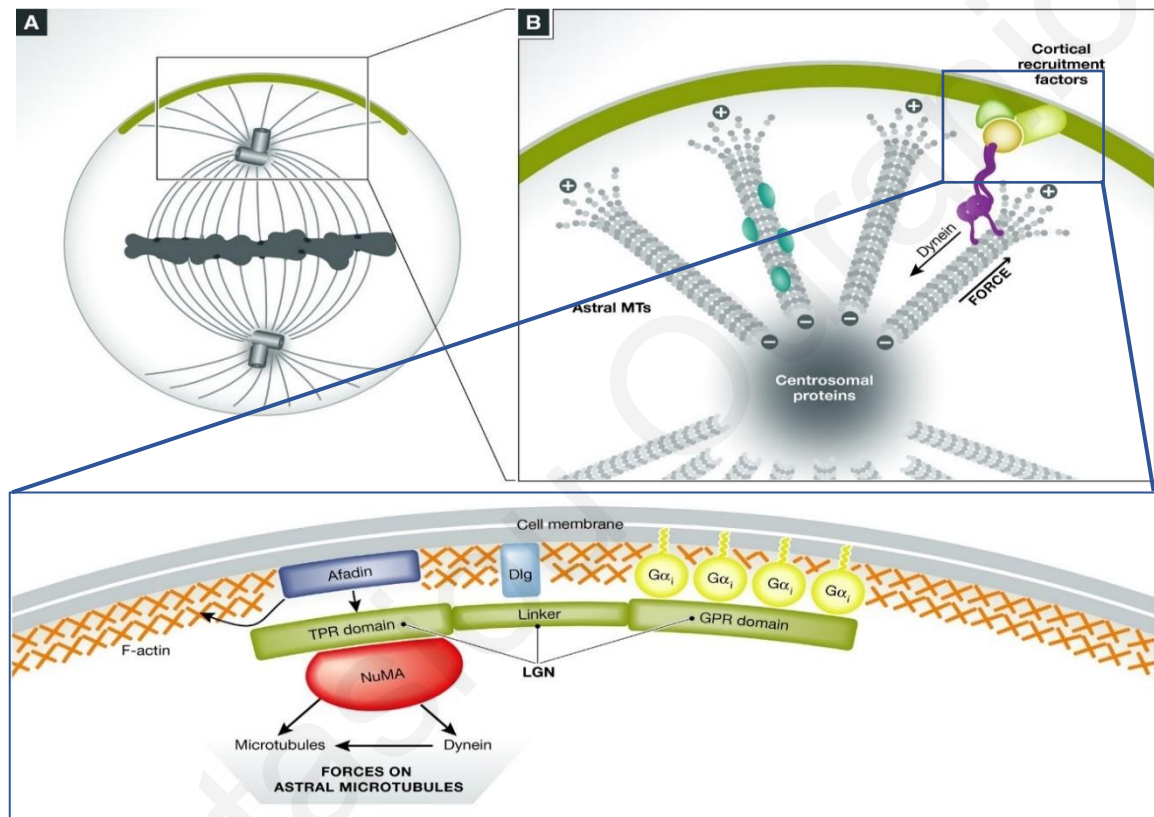 A
B
Cortical
recruitment
factors
+
+
+
+
Dynein
FORCE
Astral MTs
−
−
−
−
Centrosomal
proteins
Cell membrane
Afadin
Dlg
Gαi
Gαi
Gαi
Gαi
TPR domain
Linker
GPR domain
F-actin
LGN
NuMA
Microtubules
Dynein
FORCES ON
ASTRAL MICROTUBULES